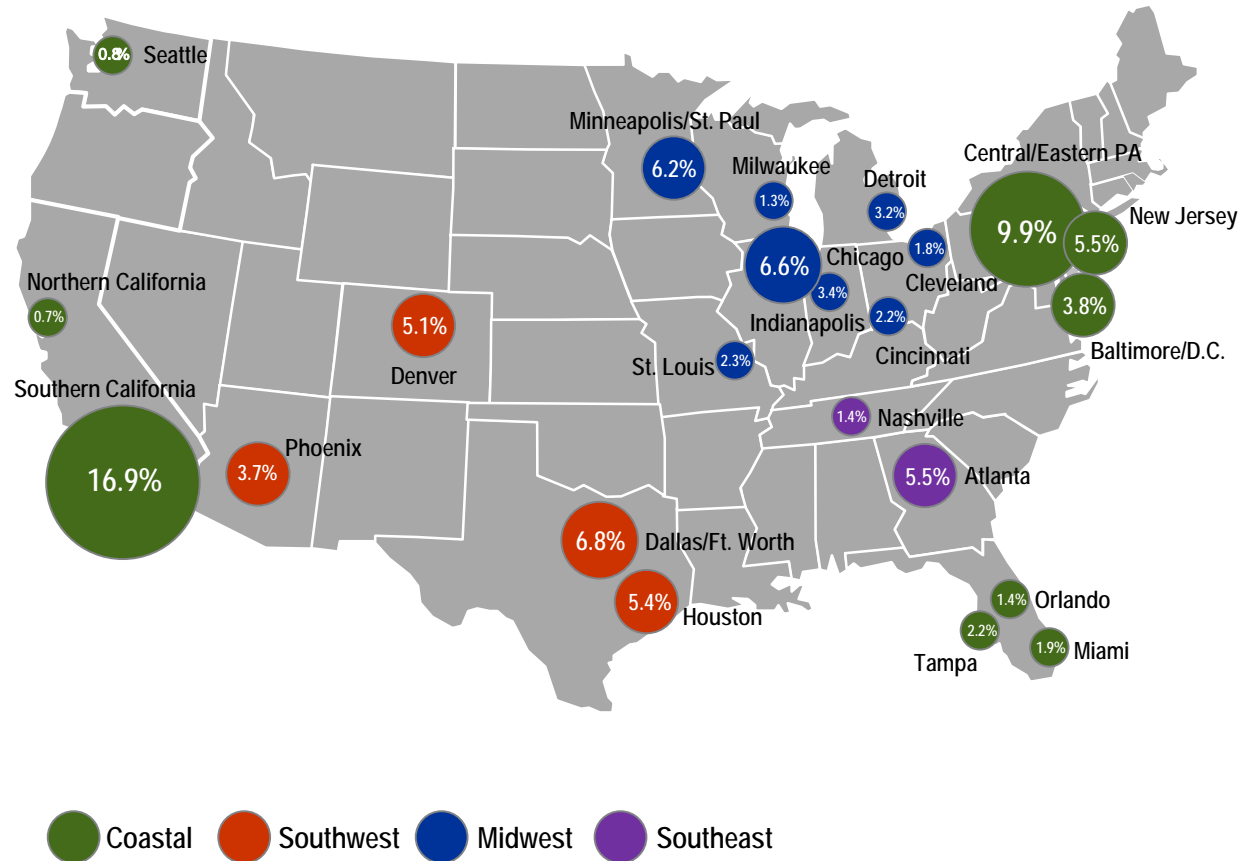 0.8% Seattle
Minneapolis/St. Paul
6.2%
Milwaukee
1.3%
Detroit
3.2%
Central/Eastern PA
9.9%
New Jersey
5.5%
Northern California
0.7%
Chicago
6.6%
1.8%
Cleveland
3.4%
Indianapolis
2.2%
Cincinnati
3.8%
Baltimore/D.C.
5.1%
Denver
St. Louis 2.3%
Southern California
16.9%
Phoenix
3.7%
1.4% Nashville
5.5% Atlanta
6.8% Dallas/Ft. Worth
5.4%
Houston
1.4% Orlando
2.2%
Tampa
1.9% Miami
Coastal Southwest Midwest Southeast